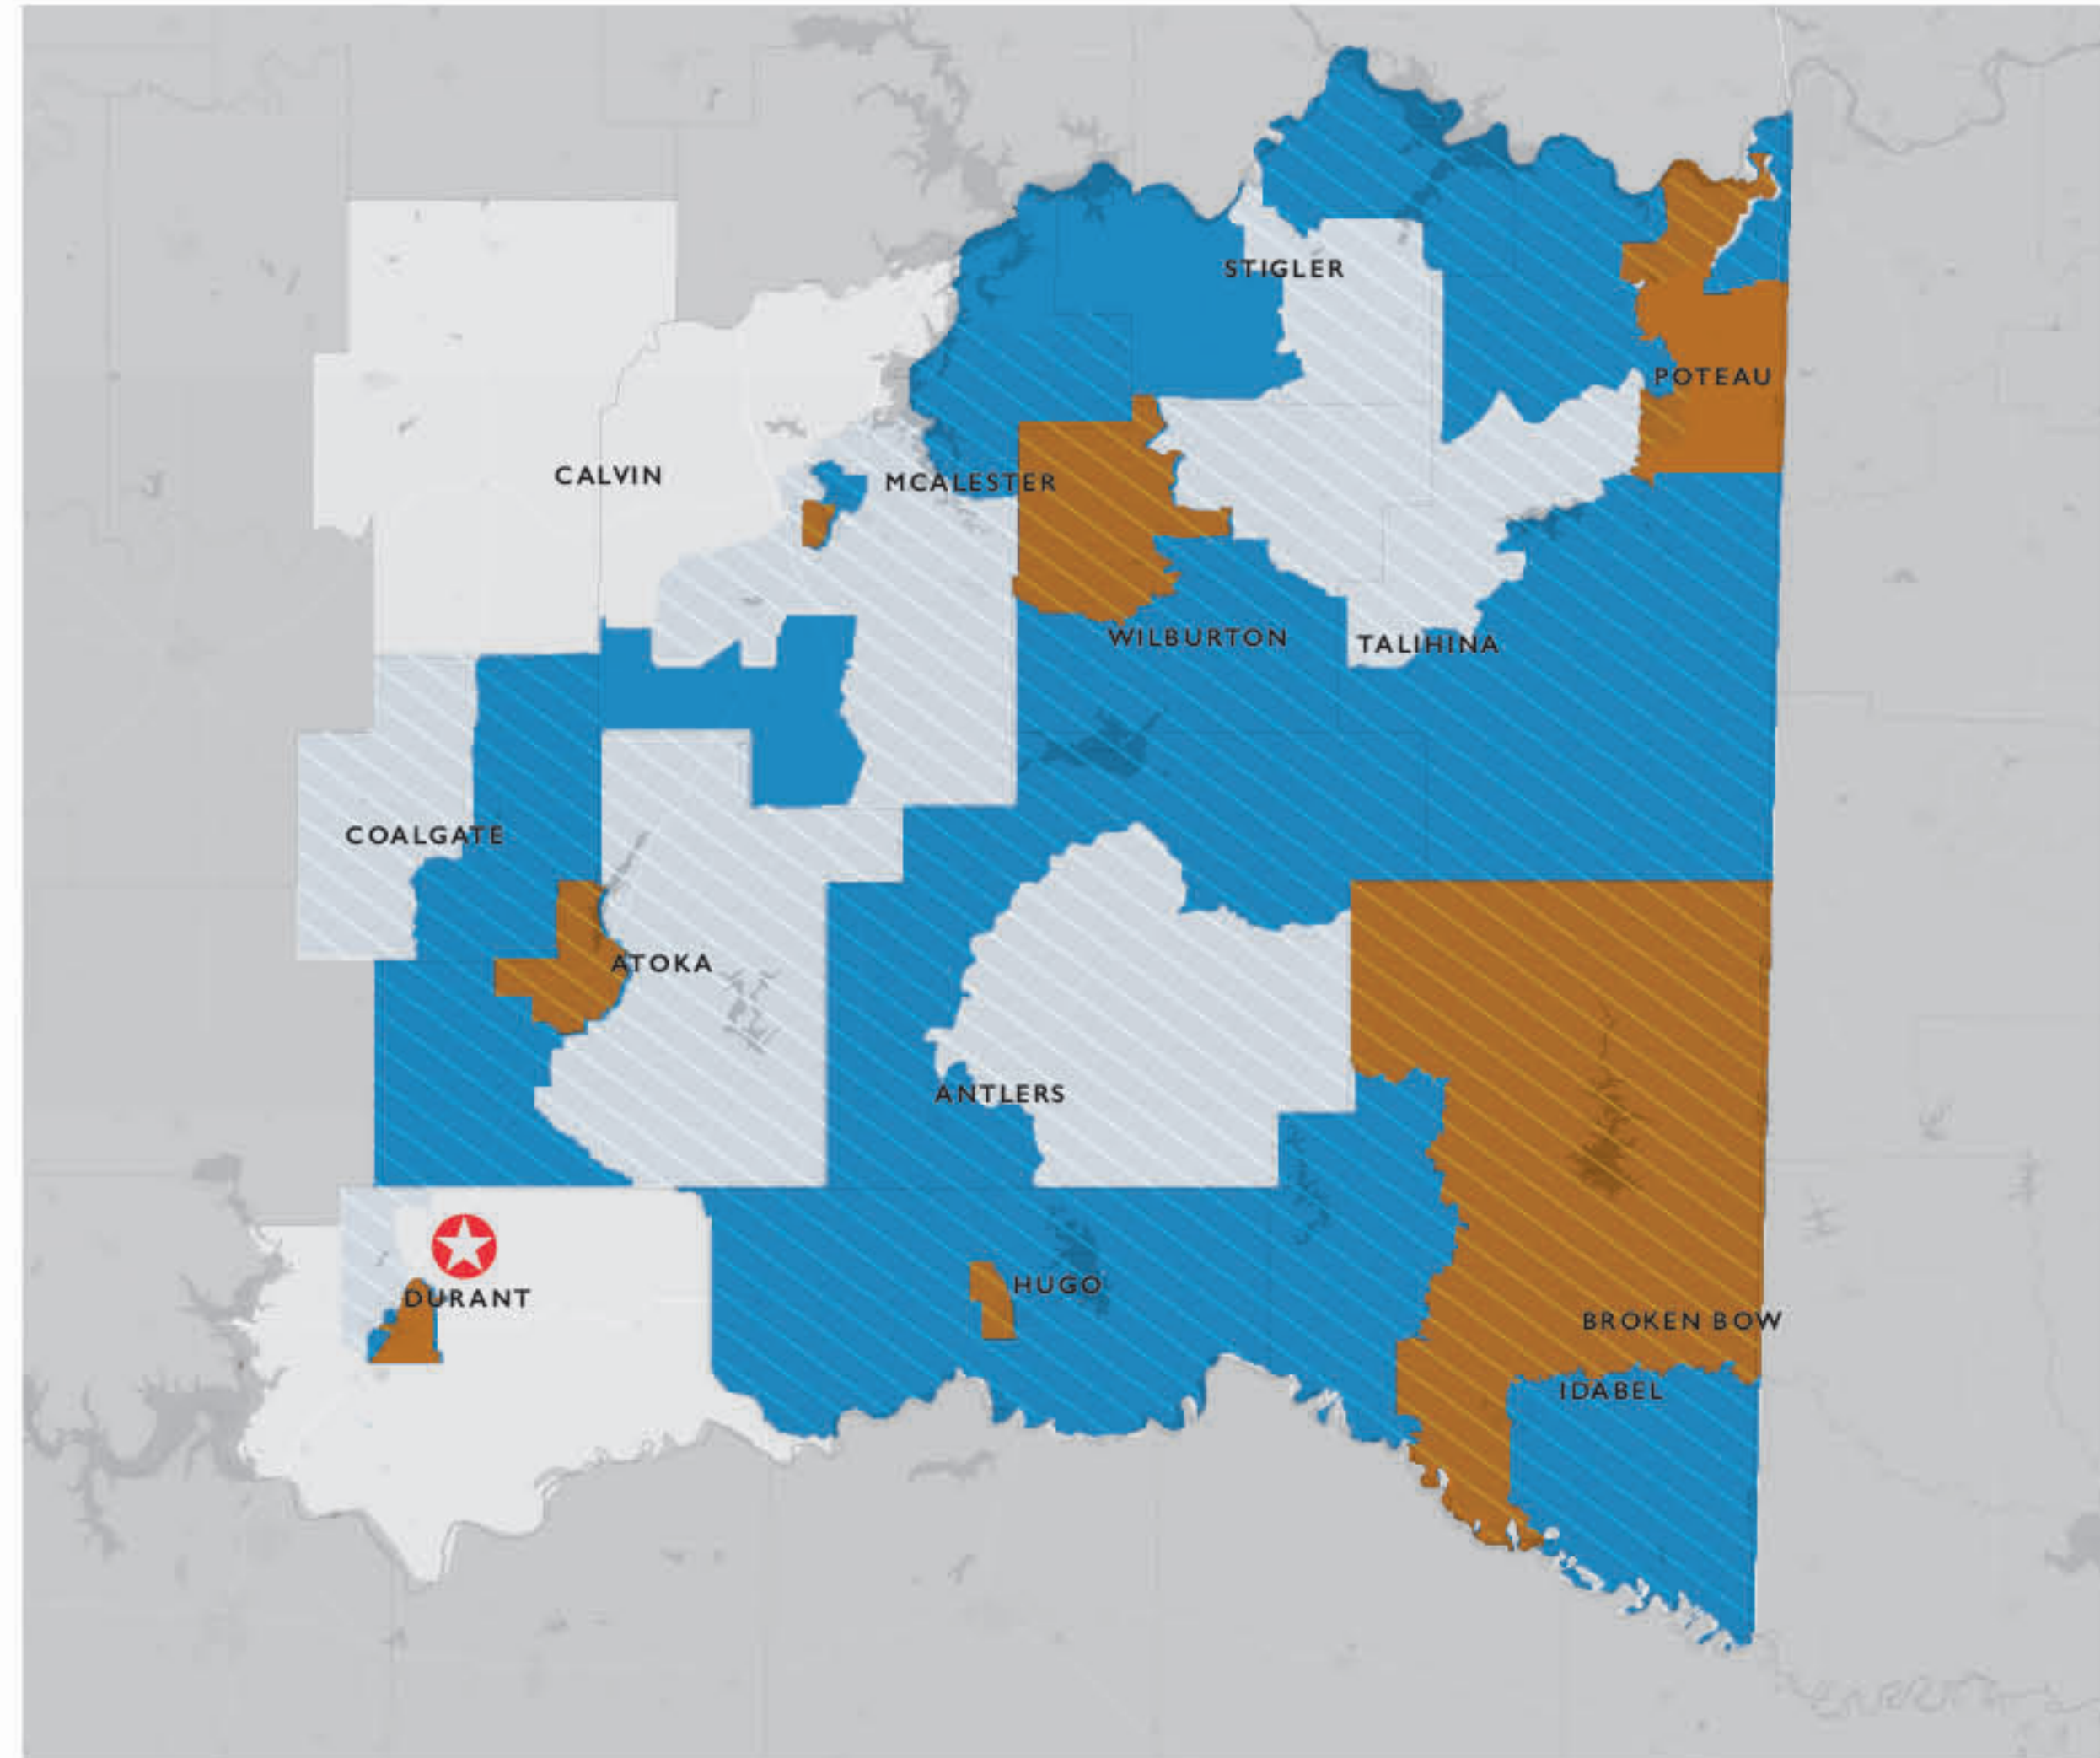 STIGLER
POTEAU
CALVIN
MCALESTER
WILBURTON
TALIHINA
COALGATE
ATOKA
ANTLERS
HUGO
DURANT
BROKEN BOW
IDABEL